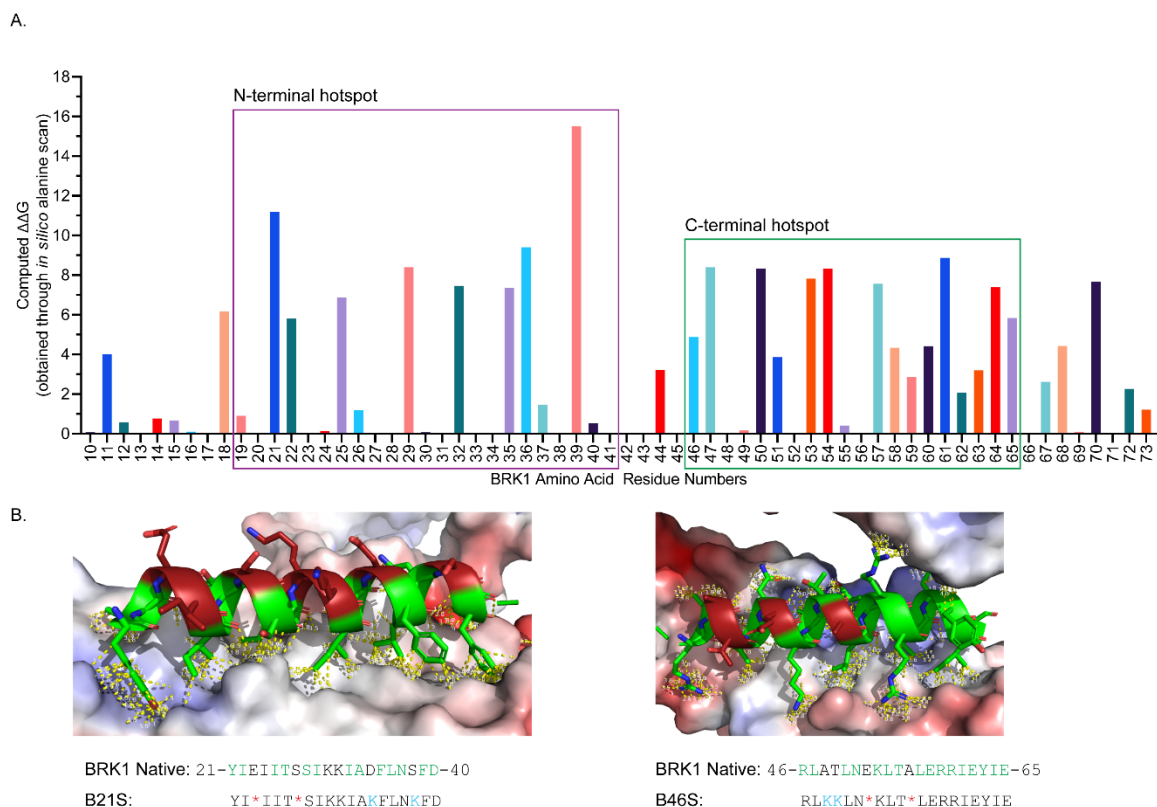 A.
N-terminal hotspot
C-terminal hotspot
Computed ΔΔG
(obtained through in silico alanine scan)
18
16
14
12
10
8
6
4
2
0
10 11 12 13 14 15 16 17 18 19 20 21 22 23 24 25 26 27 28 29 30 31 32 33 34 35 36 37 38 39 40 41 42 43 44 45 46 47 48 49 50 51 52 53 54 55 56 57 58 59 60 61 62 63 64 65 66 67 68 69 70 71 72 73
BRK1 Amino Acid Residue Numbers
B.
BRK1 Native: 21-YIEIITSSIKKIADFLNSFD-40
B21S: YI*IIT*SIKKIAKFLNKFD
BRK1 Native: 46-RLATLNEKLTALERRIEYIE-65
B46S: RLKKLN*KLT*LERRIEYIE